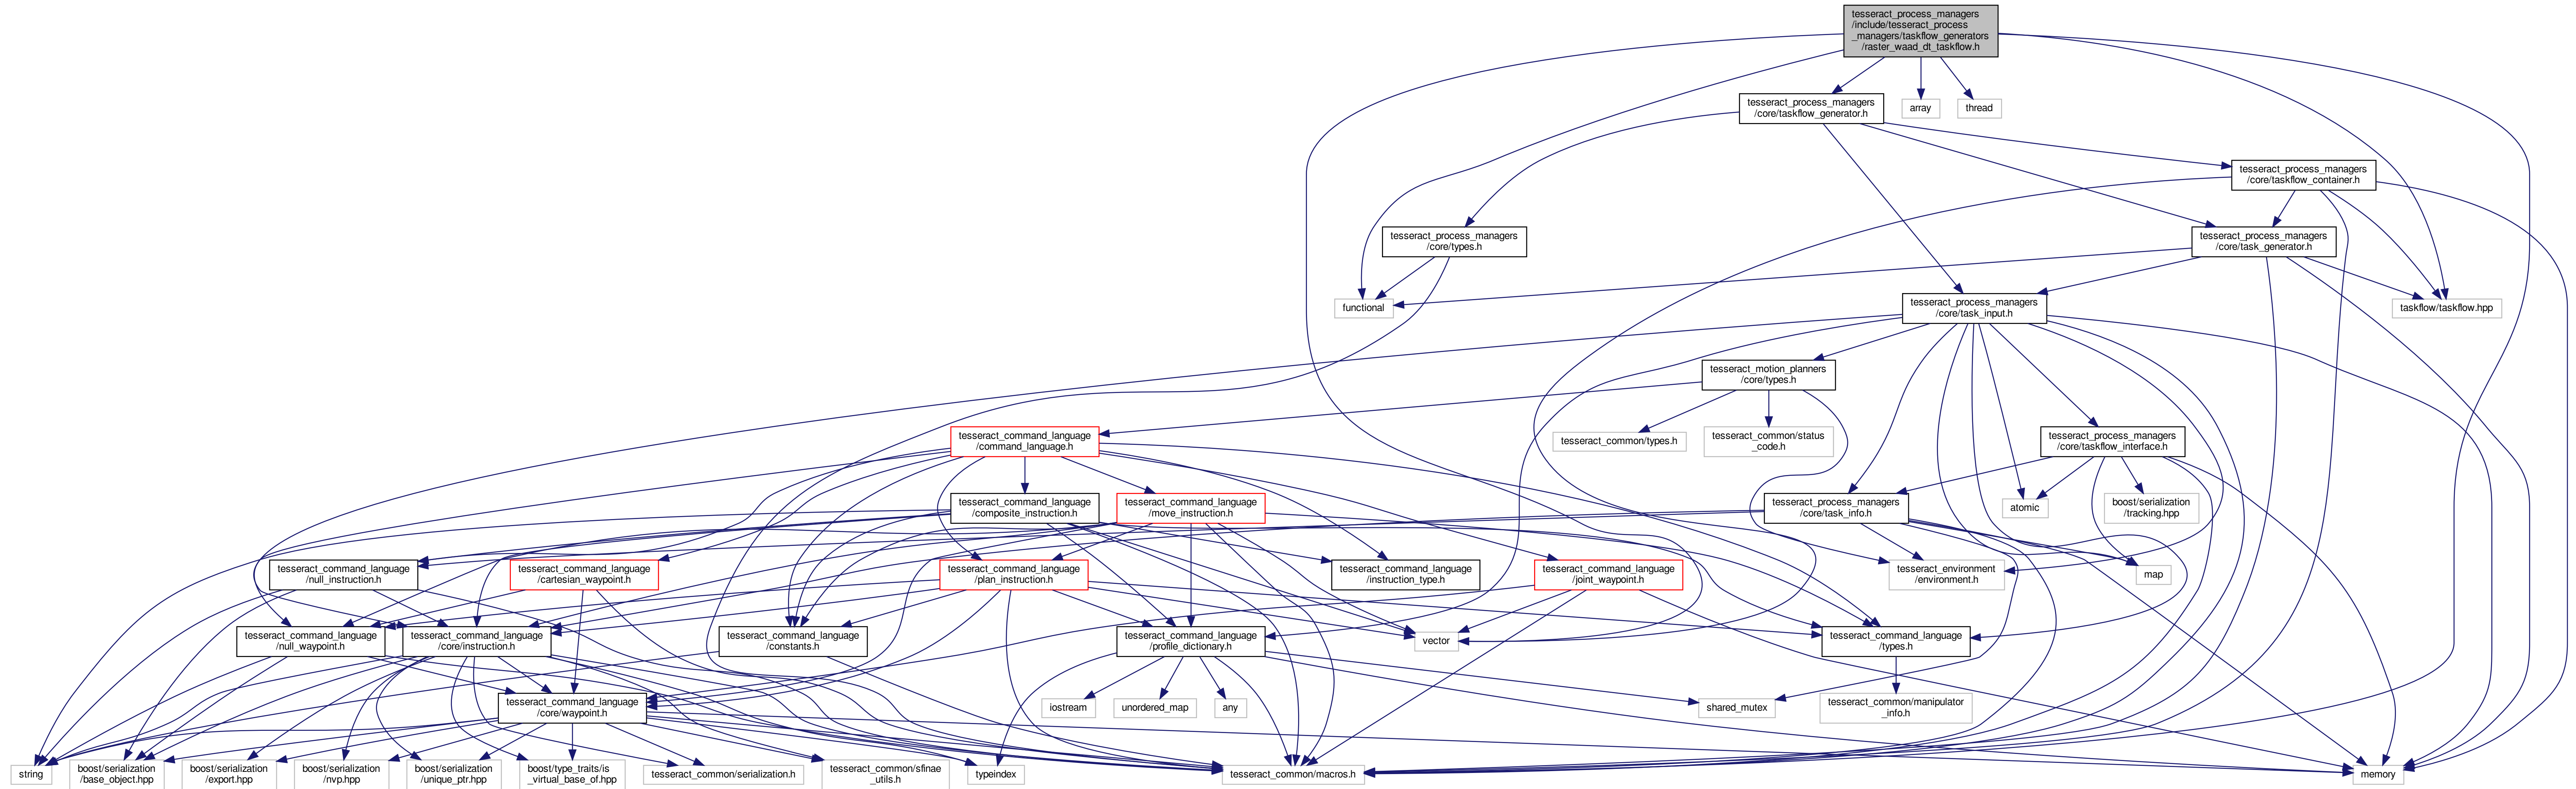 tesseract_process_managers
/include/tesseract_process
_managers/taskflow_generators
/raster_waad_dt_taskflow.h
tesseract_process_managers
/core/taskflow_generator.h
array
thread
tesseract_process_managers
/core/taskflow_container.h
tesseract_process_managers
/core/types.h
tesseract_process_managers
/core/task_generator.h
functional
tesseract_process_managers
/core/task_input.h
taskflow/taskflow.hpp
tesseract_motion_planners
/core/types.h
tesseract_command_language
/command_language.h
tesseract_common/types.h
tesseract_common/status
_code.h
tesseract_process_managers
/core/taskflow_interface.h
tesseract_command_language
/composite_instruction.h
tesseract_command_language
/move_instruction.h
tesseract_process_managers
/core/task_info.h
atomic
boost/serialization
/tracking.hpp
tesseract_command_language
/null_instruction.h
tesseract_command_language
/cartesian_waypoint.h
tesseract_command_language
/plan_instruction.h
tesseract_command_language
/instruction_type.h
tesseract_command_language
/joint_waypoint.h
tesseract_environment
/environment.h
map
tesseract_command_language
/null_waypoint.h
tesseract_command_language
/core/instruction.h
tesseract_command_language
/constants.h
tesseract_command_language
/profile_dictionary.h
vector
tesseract_command_language
/types.h
tesseract_command_language
/core/waypoint.h
iostream
unordered_map
any
shared_mutex
tesseract_common/manipulator
_info.h
string
boost/serialization
/base_object.hpp
boost/serialization
/export.hpp
boost/serialization
/nvp.hpp
boost/serialization
/unique_ptr.hpp
boost/type_traits/is
_virtual_base_of.hpp
tesseract_common/serialization.h
tesseract_common/sfinae
_utils.h
typeindex
tesseract_common/macros.h
memory